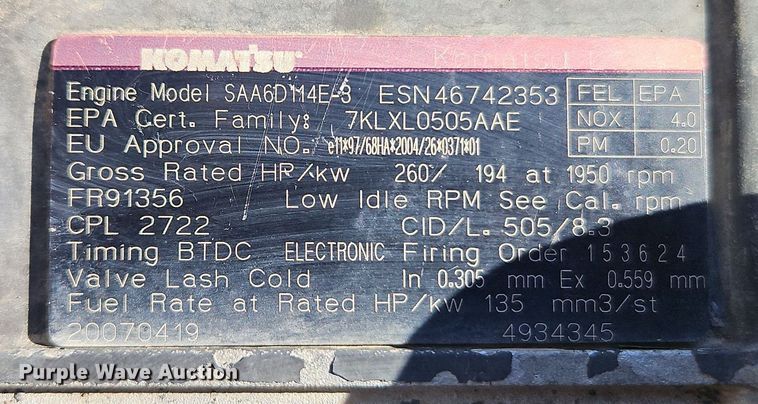 KOMATSU
Engine Model SAA6D114E-3 ESN46742353 FEL EPA
EPA Cert. Family: 7KLXL0505AAE NOX 4.0
EU Approval NO. e11*97/68HA*2004/26*0371*01 PM 0.20
Gross Rated HP/kw 260/ 194 at 1950 rpm
FR91356 Low Idle RPM See Cal. rpm
CPL 2722 CID/L. 505/8.3
Timing BTDC ELECTRONIC Firing Order 153624
Valve Lash Cold In 0.305 mm Ex 0.559 mm
Fuel Rate at Rated HP/kw 135 mm3/st
20070419 4934345
Purple Wave Auction